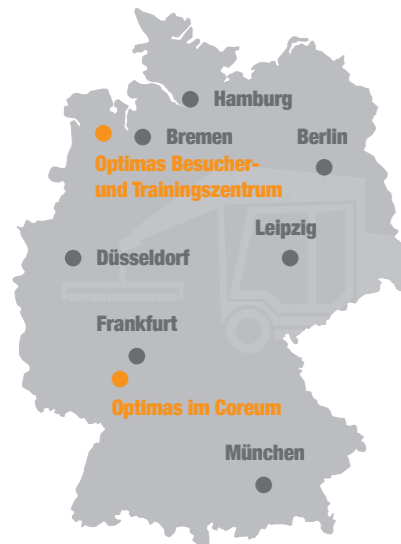 Hamburg
Bremen
Berlin
Optimas Besucher-
und Trainingszentrum
Leipzig
Düsseldorf
Frankfurt
Optimas im Coreum
München